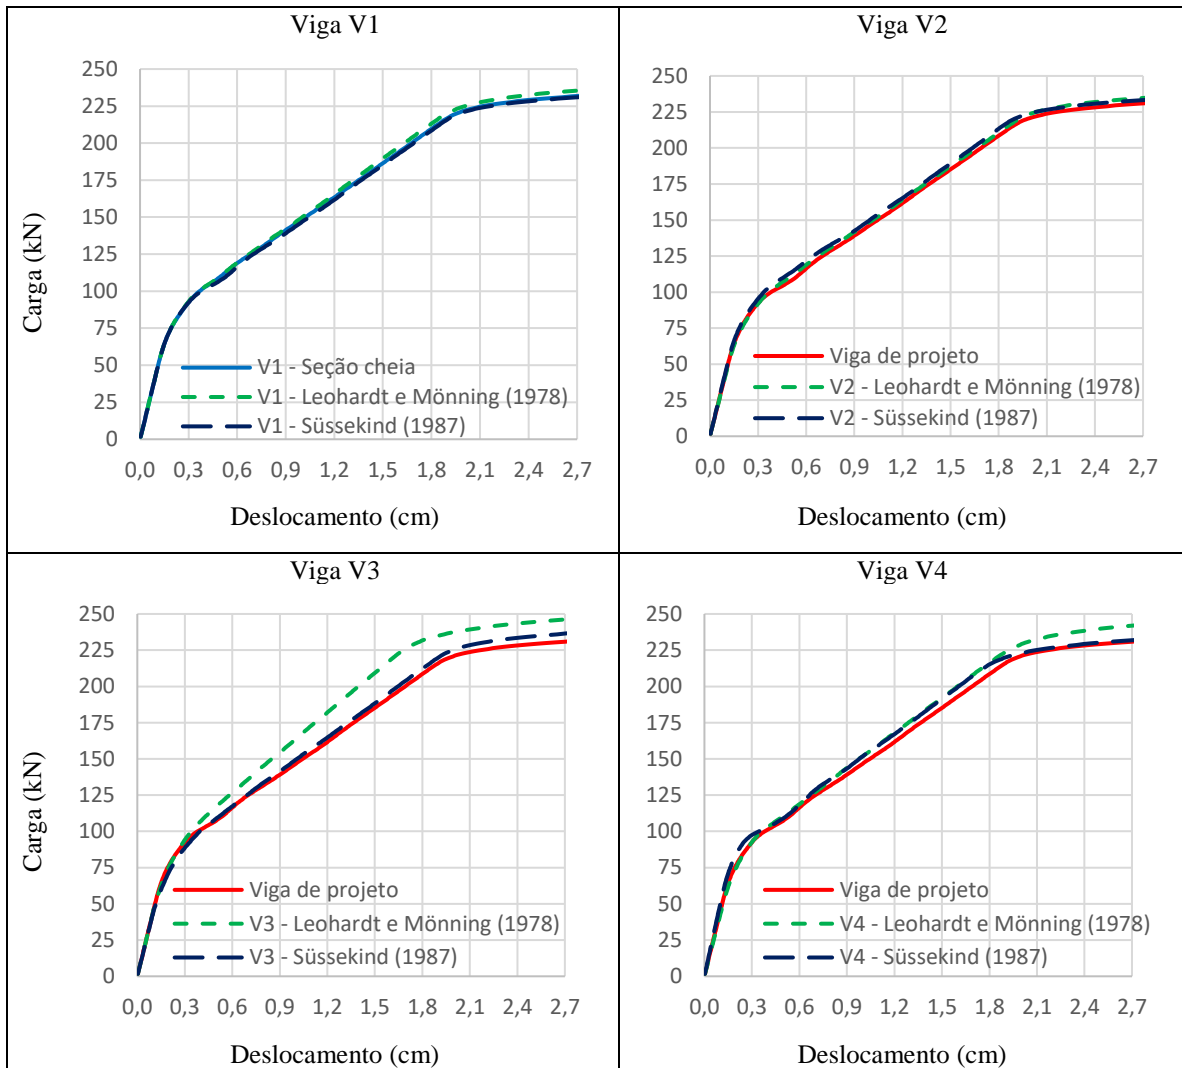 Viga V1
250
225
200
175
150
125
100
75
50
25
0
Carga (kN)
V1 - Seção cheia
V1 - Leohardt e Mönning (1978)
V1 - Süssekind (1987)
0,0 0,3 0,6 0,9 1,2 1,5 1,8 2,1 2,4 2,7
Deslocamento (cm)
Viga V2
250
225
200
175
150
125
100
75
50
25
0
Viga de projeto
V2 - Leohardt e Mönning (1978)
V2 - Süssekind (1987)
0,0 0,3 0,6 0,9 1,2 1,5 1,8 2,1 2,4 2,7
Deslocamento (cm)
Viga V3
250
225
200
175
150
125
100
75
50
25
0
Carga (kN)
Viga de projeto
V3 - Leohardt e Mönning (1978)
V3 - Süssekind (1987)
0,0 0,3 0,6 0,9 1,2 1,5 1,8 2,1 2,4 2,7
Deslocamento (cm)
Viga V4
250
225
200
175
150
125
100
75
50
25
0
Viga de projeto
V4 - Leohardt e Mönning (1978)
V4 - Süssekind (1987)
0,0 0,3 0,6 0,9 1,2 1,5 1,8 2,1 2,4 2,7
Deslocamento (cm)